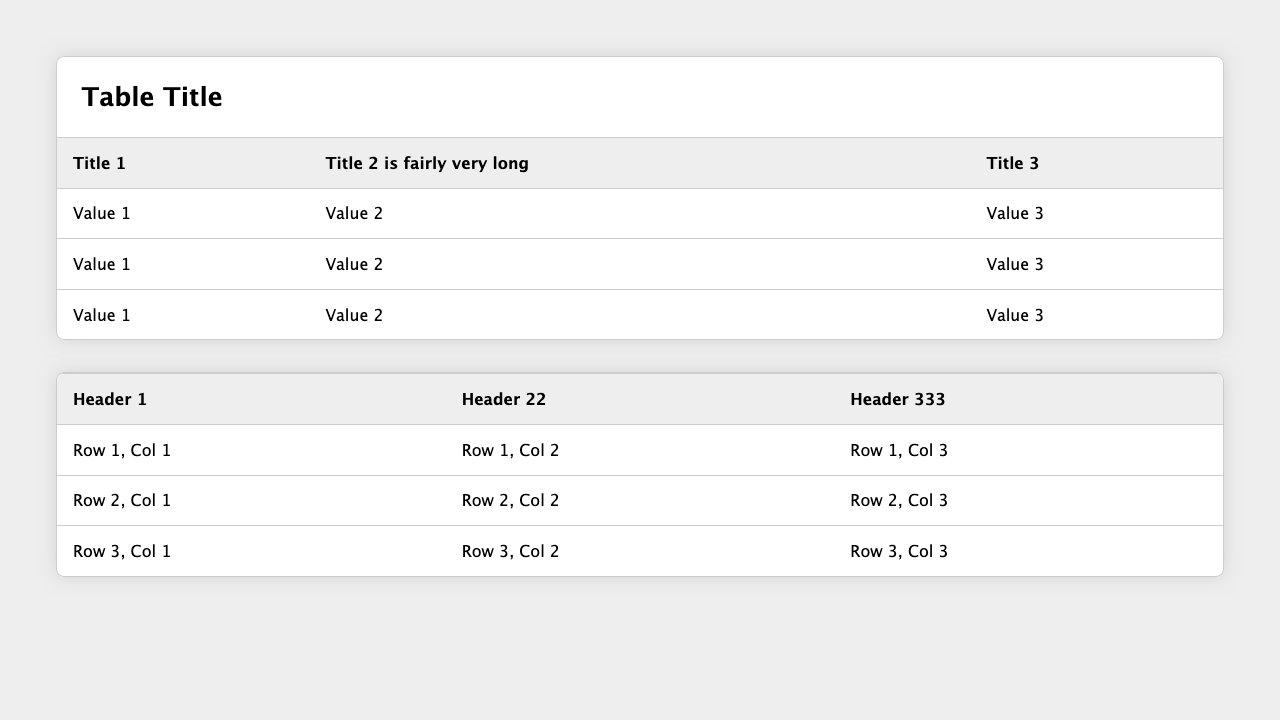 Table Title
Title 1 Title 2 is fairly very long Title 3
Value 1 Value 2 Value 3
Value 1 Value 2 Value 3
Value 1 Value 2 Value 3
Header 1 Header 22 Header 333
Row 1, Col 1 Row 1, Col 2 Row 1, Col 3
Row 2, Col 1 Row 2, Col 2 Row 2, Col 3
Row 3, Col 1 Row 3, Col 2 Row 3, Col 3